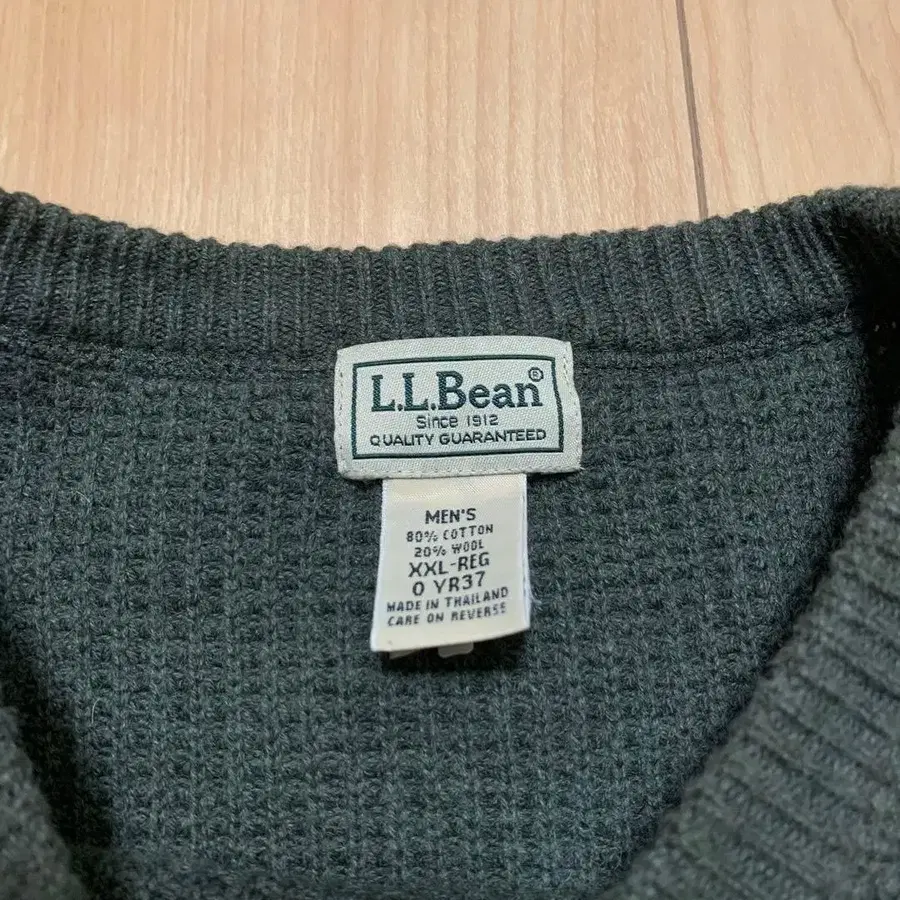 L.L.Bean®
Since 1912
QUALITY GUARANTEED
MEN'S
80% COTTON
20% WOOL
XXL-REG
0 YR37
MADE IN THAILAND
CARE ON REVERSE